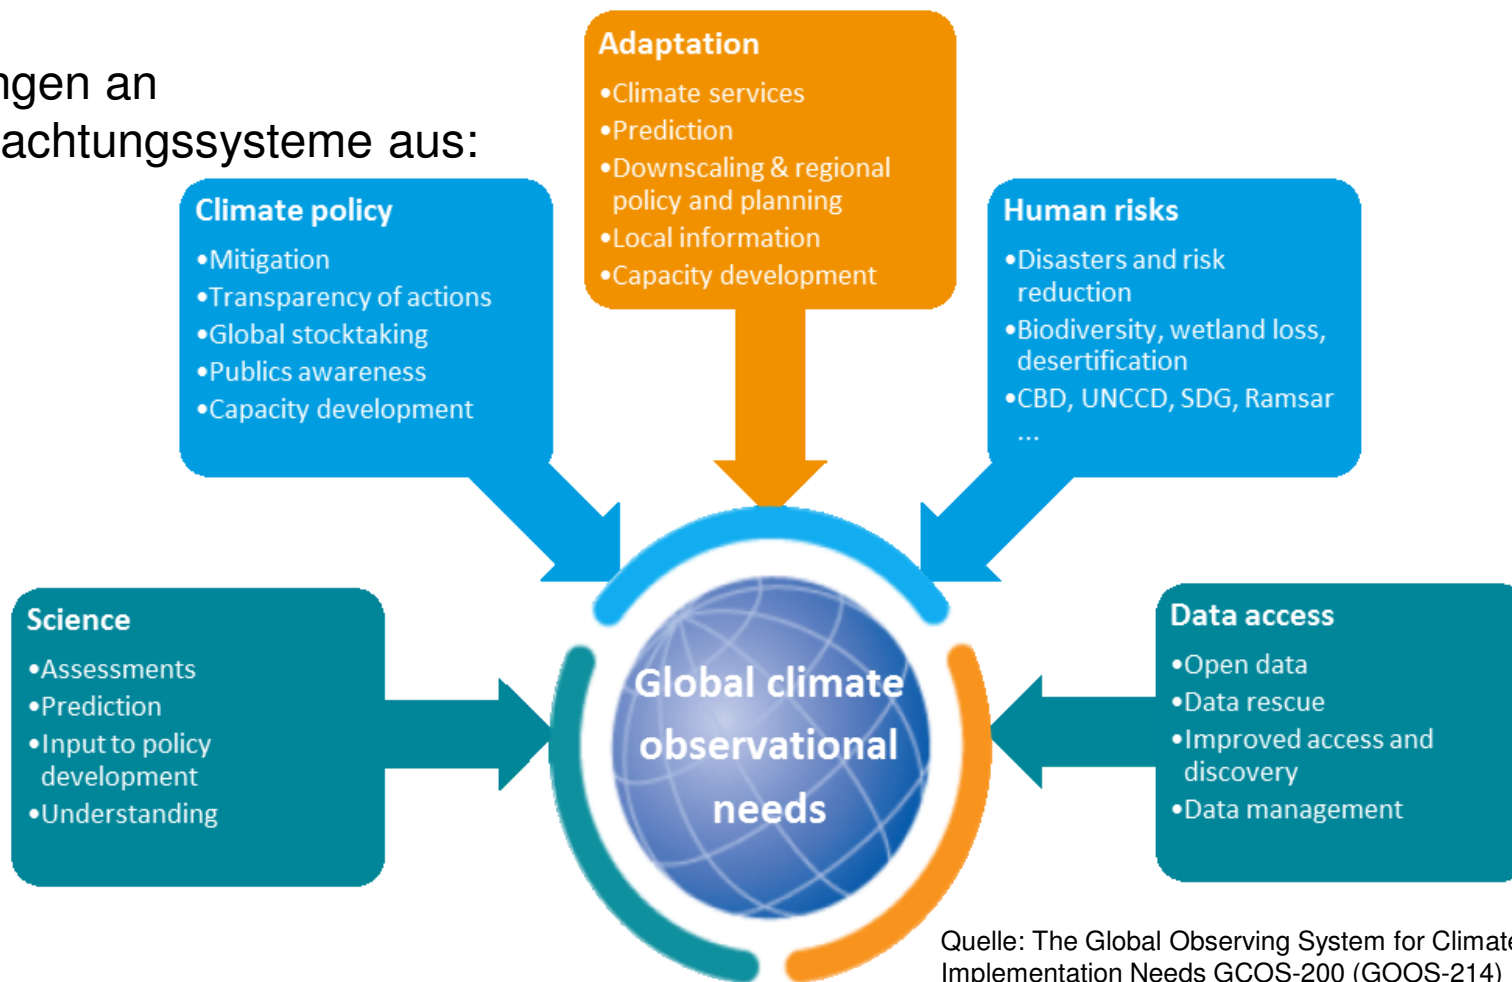 ngen an
achtungssysteme aus:
Adaptation
•Climate services
•Prediction
•Downscaling & regional
policy and planning
•Local information
•Capacity development
Climate policy
•Mitigation
•Transparency of actions
•Global stocktaking
•Publics awareness
•Capacity development
Human risks
•Disasters and risk
reduction
•Biodiversity, wetland loss,
desertification
•CBD, UNCCD, SDG, Ramsar
...
Science
•Assessments
•Prediction
•Input to policy
development
•Understanding
Global climate
observational
needs
Data access
•Open data
•Data rescue
•Improved access and
discovery
•Data management
Quelle: The Global Observing System for Climate
Implementation Needs GCOS-200 (GOOS-214)